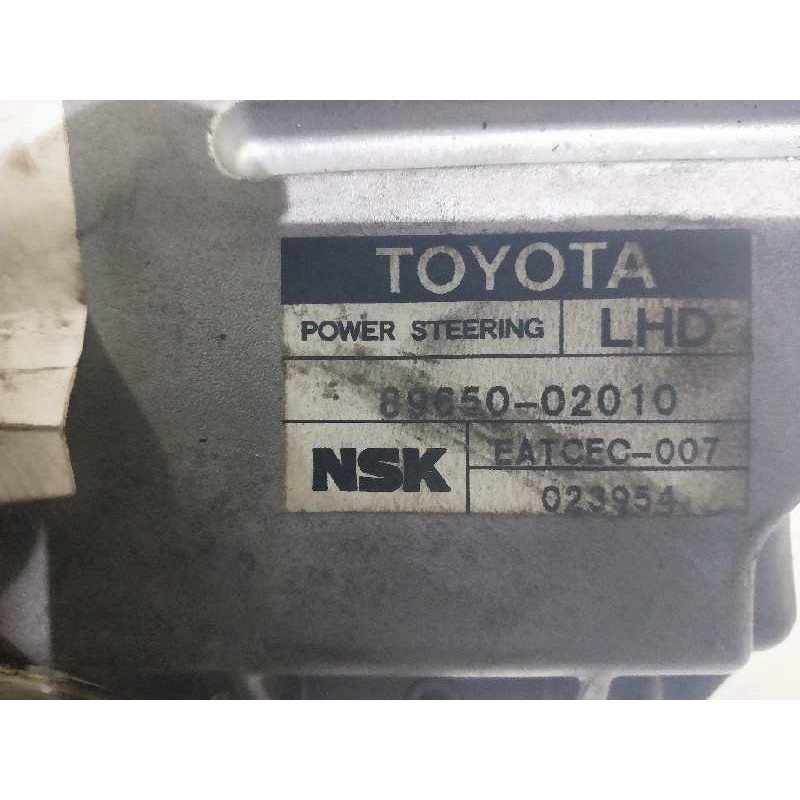 TOYOTA
POWER STEERING LHD
89650-02010
NSK EATCEC-007
023954